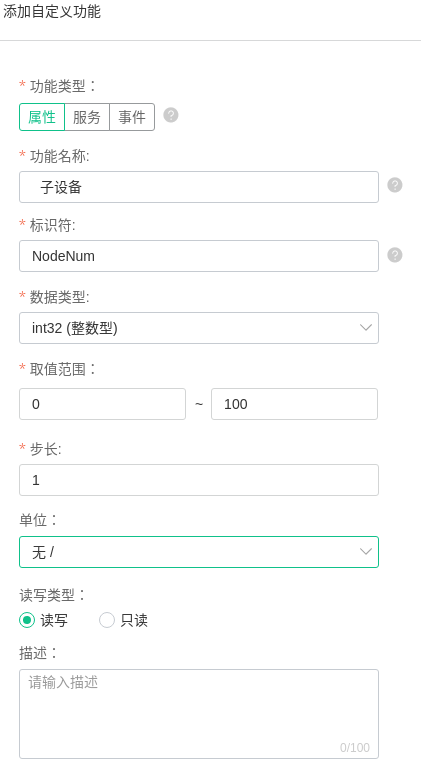 添加自定义功能
* 功能类型：
属性 服务 事件 ?
* 功能名称:
子设备 ?
* 标识符:
NodeNum ?
* 数据类型:
int32 (整数型)
* 取值范围：
0 ~ 100
* 步长:
1
单位：
无 /
读写类型：
读写 只读
描述：
请输入描述
0/100